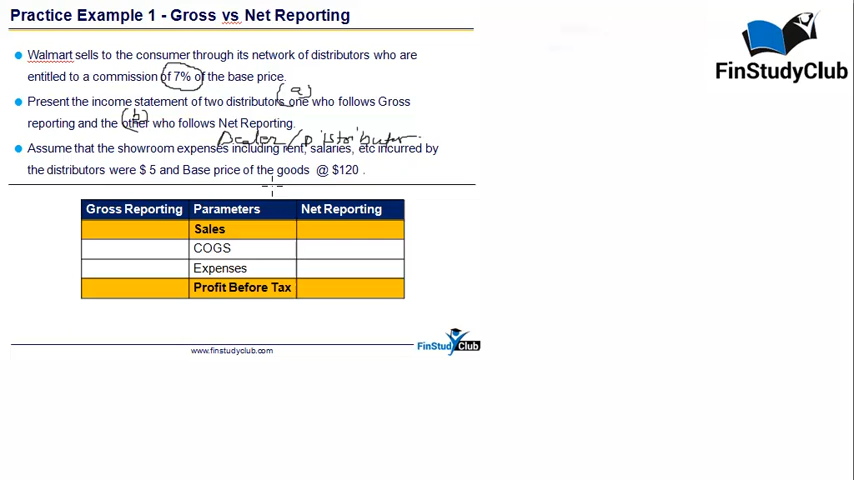 Practice Example 1 - Gross vs Net Reporting
FinStudyClub
Walmart sells to the consumer through its network of distributors who are
entitled to a commission of 7% of the base price.
(a)
Present the income statement of two distributors one who follows Gross
(b)
reporting and the other who follows Net Reporting.
Dealer/Distributor
Assume that the showroom expenses including rent, salaries, etc incurred by
the distributors were $ 5 and Base price of the goods @ $120 .
Gross Reporting Parameters Net Reporting
Sales
COGS
Expenses
Profit Before Tax
www.finstudyclub.com
FinStudyClub